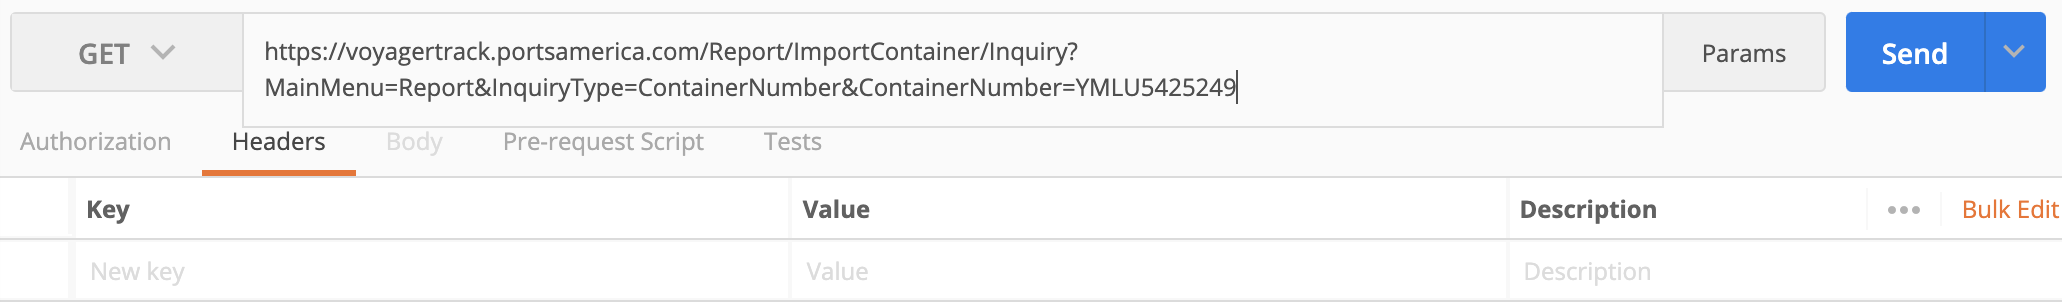 GET
https://voyagertrack.portsamerica.com/Report/ImportContainer/Inquiry?
MainMenu=Report&InquiryType=ContainerNumber&ContainerNumber=YMLU5425249
Params
Send
Authorization Headers Body Pre-request Script Tests
Key Value Description ••• Bulk Edit
New key Value Description